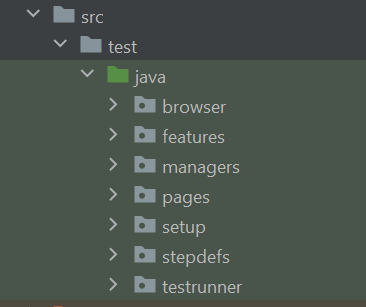 src
test
java
browser
features
managers
pages
setup
stepdefs
testrunner